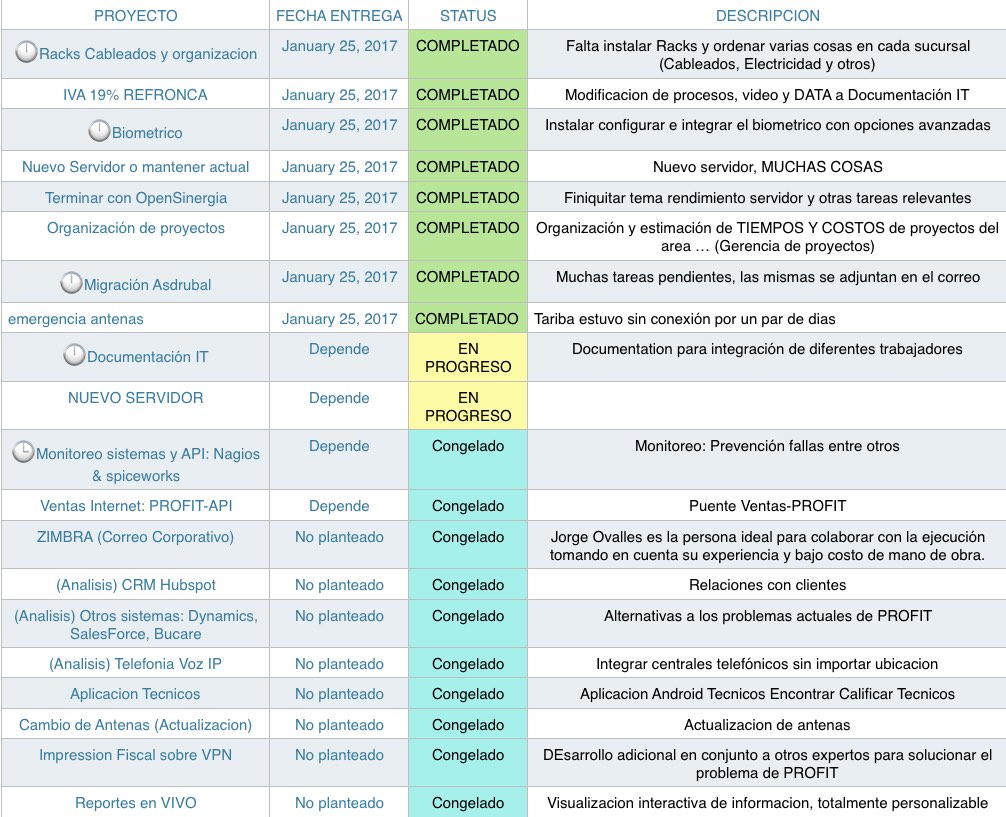 PROYECTO FECHA ENTREGA STATUS DESCRIPCION
Racks Cableados y organizacion January 25, 2017 COMPLETADO Falta instalar Racks y ordenar varias cosas en cada sucursal
(Cableados, Electricidad y otros)
IVA 19% REFRONCA January 25, 2017 COMPLETADO Modificacion de procesos, video y DATA a Documentación IT
Biometrico January 25, 2017 COMPLETADO Instalar configurar e integrar el biometrico con opciones avanzadas
Nuevo Servidor o mantener actual January 25, 2017 COMPLETADO Nuevo servidor, MUCHAS COSAS
Terminar con OpenSinergia January 25, 2017 COMPLETADO Finiquitar tema rendimiento servidor y otras tareas relevantes
Organización de proyectos January 25, 2017 COMPLETADO Organización y estimación de TIEMPOS Y COSTOS de proyectos del
area … (Gerencia de proyectos)
Migración Asdrubal January 25, 2017 COMPLETADO Muchas tareas pendientes, las mismas se adjuntan en el correo
emergencia antenas January 25, 2017 COMPLETADO Tariba estuvo sin conexión por un par de dias
Documentación IT Depende EN Documentation para integración de diferentes trabajadores
PROGRESO
NUEVO SERVIDOR Depende EN
PROGRESO
Monitoreo sistemas y API: Nagios Depende Congelado Monitoreo: Prevención fallas entre otros
& spiceworks
Ventas Internet: PROFIT-API Depende Congelado Puente Ventas-PROFIT
ZIMBRA (Correo Corporativo) No planteado Congelado Jorge Ovalles es la persona ideal para colaborar con la ejecución
tomando en cuenta su experiencia y bajo costo de mano de obra.
(Analisis) CRM Hubspot No planteado Congelado Relaciones con clientes
(Analisis) Otros sistemas: Dynamics, No planteado Congelado Alternativas a los problemas actuales de PROFIT
SalesForce, Bucare
(Analisis) Telefonia Voz IP No planteado Congelado Integrar centrales telefónicos sin importar ubicacion
Aplicacion Tecnicos No planteado Congelado Aplicacion Android Tecnicos Encontrar Calificar Tecnicos
Cambio de Antenas (Actualizacion) No planteado Congelado Actualizacion de antenas
Impression Fiscal sobre VPN No planteado Congelado DEsarrollo adicional en conjunto a otros expertos para solucionar el
problema de PROFIT
Reportes en VIVO No planteado Congelado Visualizacion interactiva de informacion, totalmente personalizable